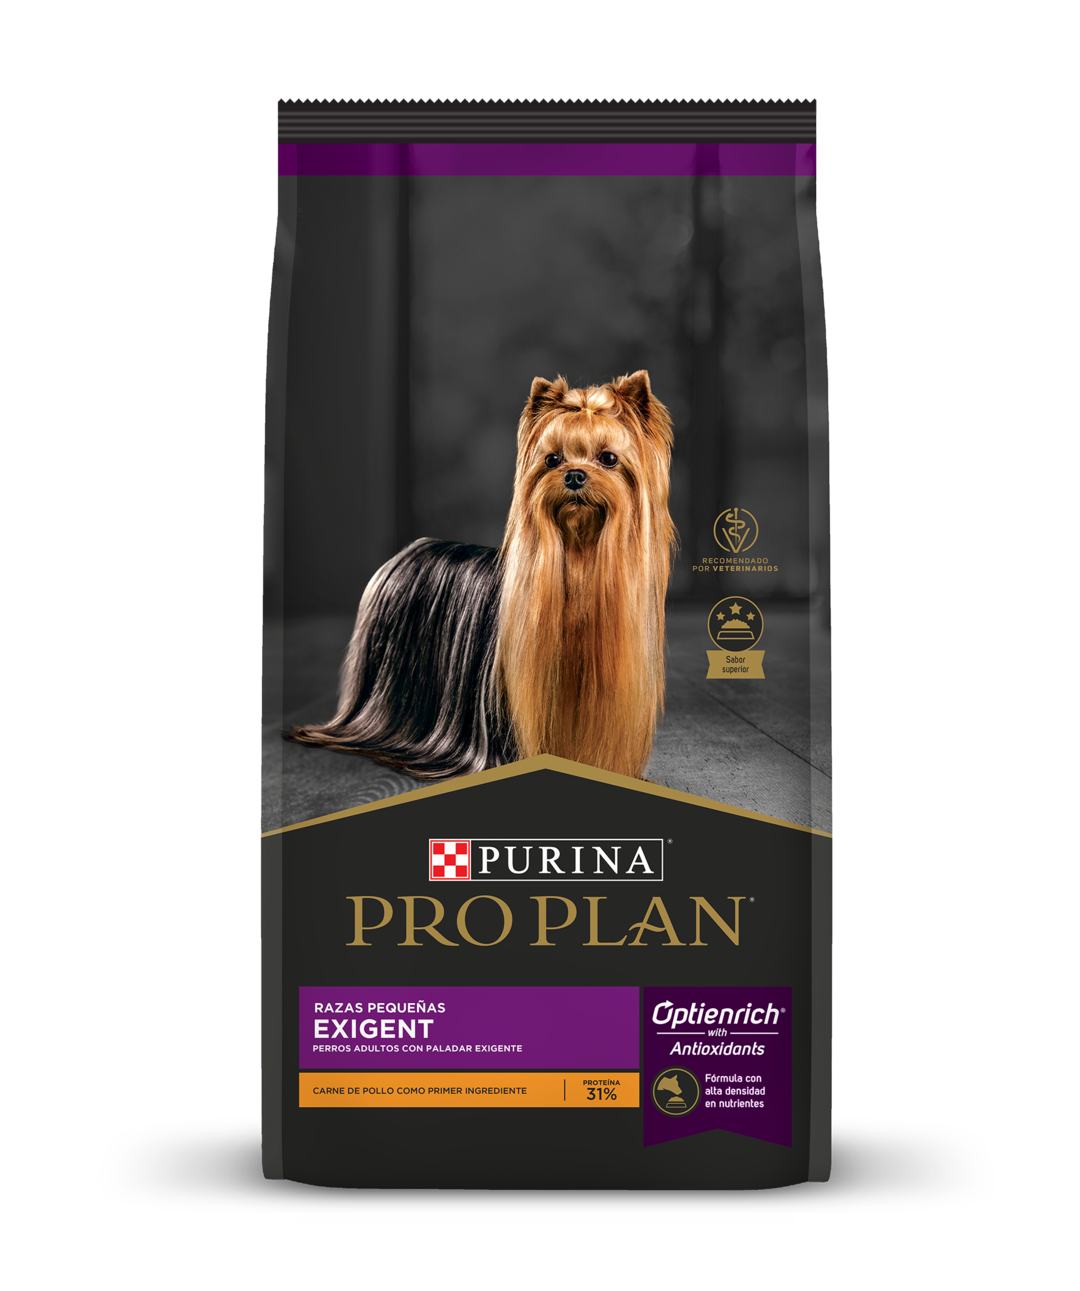 RECOMENDADO
POR VETERINARIOS
Sabor
superior
PURINA®
PRO PLAN®
RAZAS PEQUEÑAS
EXIGENT
PERROS ADULTOS CON PALADAR EXIGENTE
CARNE DE POLLO COMO PRIMER INGREDIENTE
PROTEÍNA
31%
Optienrich®
with
Antioxidants
Fórmula con
alta densidad
en nutrientes